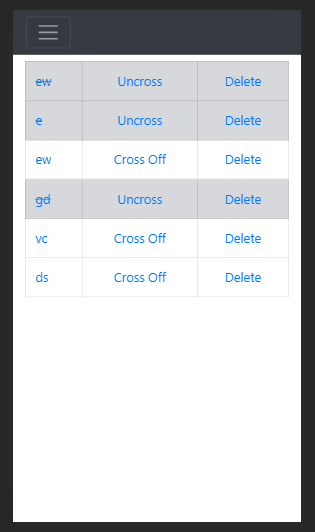 ew Uncross Delete
e Uncross Delete
ew Cross Off Delete
gd Uncross Delete
vc Cross Off Delete
ds Cross Off Delete